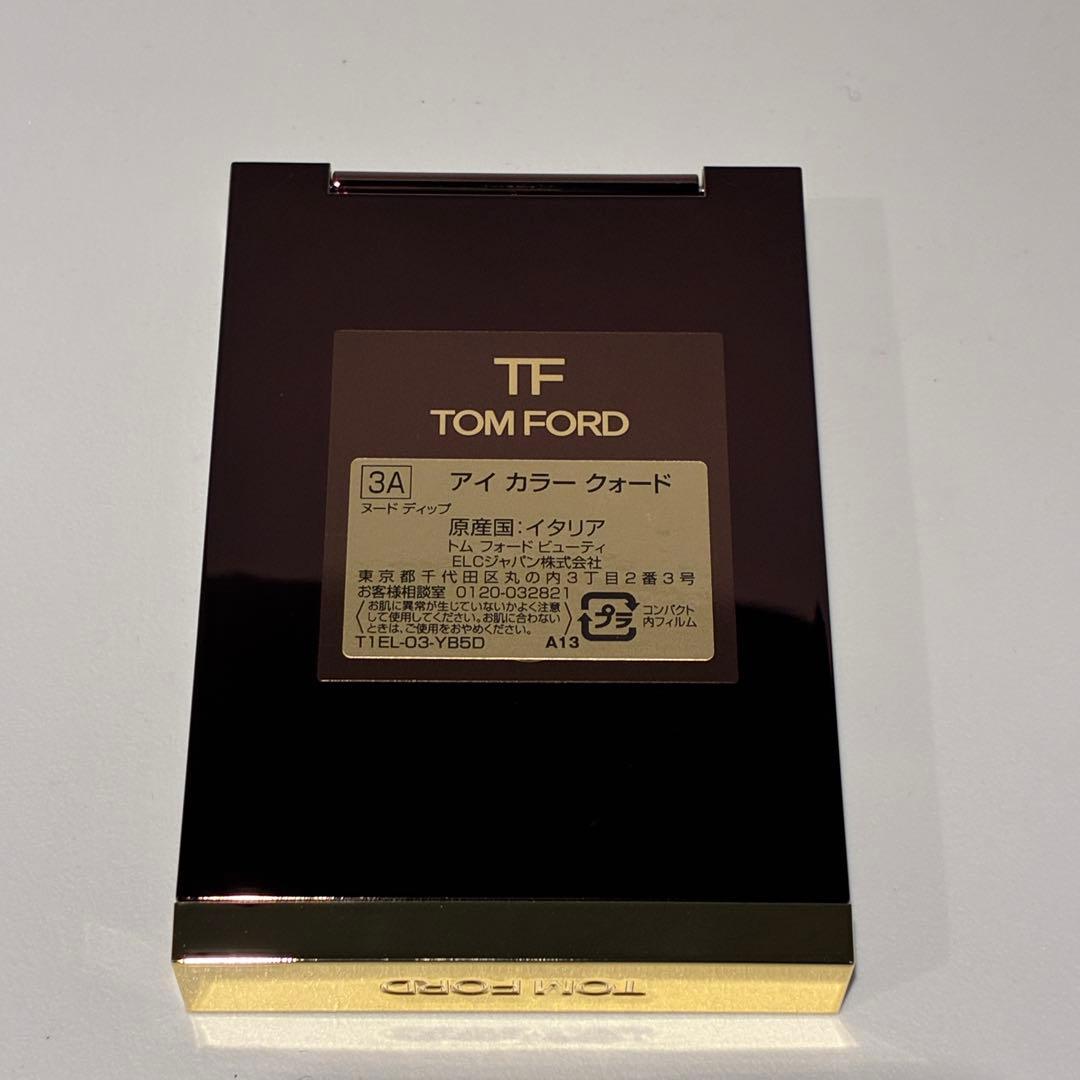 TF
TOM FORD
3A アイ カラー クォード
ヌード ディップ
原産国:イタリア
トム フォード ビューティ
ELCジャパン株式会社
東京都千代田区丸の内3丁目2番3号
お客様相談室 0120-032821
お肌に異常が生じていないかよく注意
して使用してください。お肌に合わない
ときは、ご使用をおやめください。
プラ
コンパクト
内フィルム
T1EL-03-YB5D A13
TOM FORD